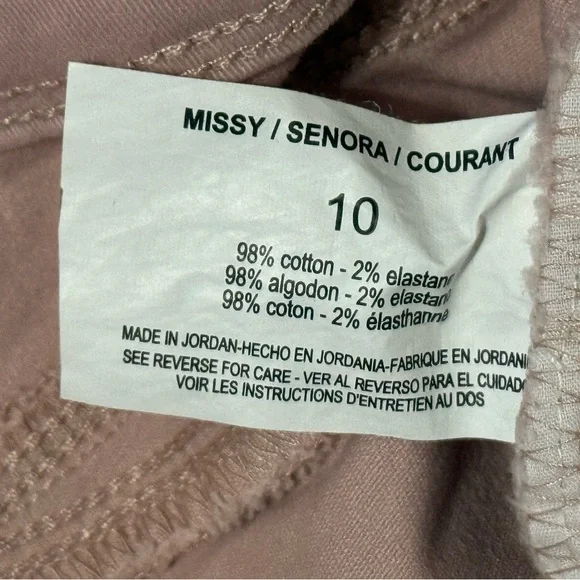 MISSY / SENORA / COURANT
10
98% cotton - 2% elastan
98% algodon - 2% elastan
98% coton - 2% élasthanne
MADE IN JORDAN-HECHO EN JORDANIA-FABRIQUE EN JORDANI
SEE REVERSE FOR CARE - VER AL REVERSO PARA EL CUIDADO
VOIR LES INSTRUCTIONS D'ENTRETIEN AU DOS